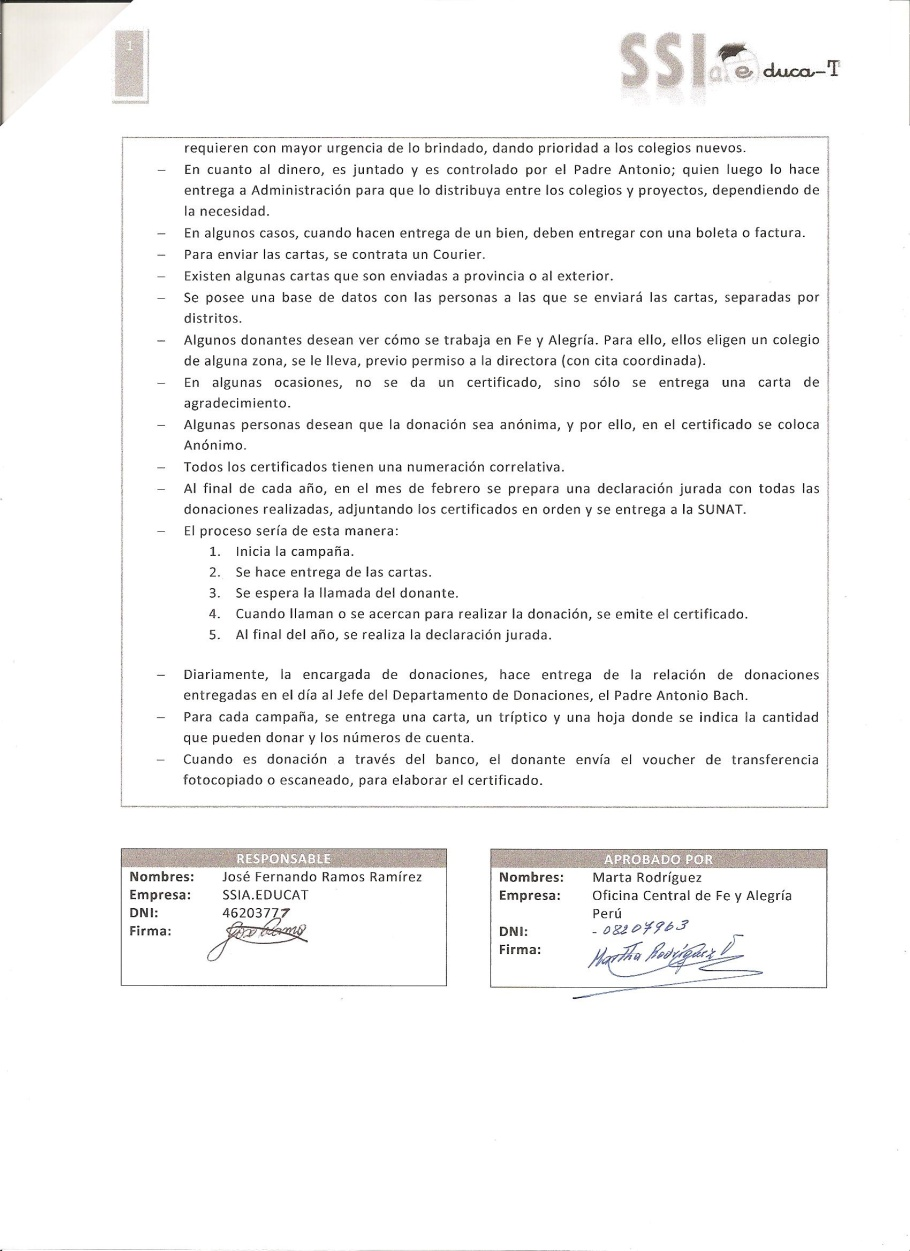 1
SSIa educa-T
requieren con mayor urgencia de lo brindado, dando prioridad a los colegios nuevos.
– En cuanto al dinero, es juntado y es controlado por el Padre Antonio; quien luego lo hace
entrega a Administración para que lo distribuya entre los colegios y proyectos, dependiendo de
la necesidad.
– En algunos casos, cuando hacen entrega de un bien, deben entregar con una boleta o factura.
– Para enviar las cartas, se contrata un Courier.
– Existen algunas cartas que son enviadas a provincia o al exterior.
– Se posee una base de datos con las personas a las que se enviará las cartas, separadas por
distritos.
– Algunos donantes desean ver cómo se trabaja en Fe y Alegría. Para ello, ellos eligen un colegio
de alguna zona, se le lleva, previo permiso a la directora (con cita coordinada).
– En algunas ocasiones, no se da un certificado, sino sólo se entrega una carta de
agradecimiento.
– Algunas personas desean que la donación sea anónima, y por ello, en el certificado se coloca
Anónimo.
– Todos los certificados tienen una numeración correlativa.
– Al final de cada año, en el mes de febrero se prepara una declaración jurada con todas las
donaciones realizadas, adjuntando los certificados en orden y se entrega a la SUNAT.
– El proceso sería de esta manera:
1. Inicia la campaña.
2. Se hace entrega de las cartas.
3. Se espera la llamada del donante.
4. Cuando llaman o se acercan para realizar la donación, se emite el certificado.
5. Al final del año, se realiza la declaración jurada.
– Diariamente, la encargada de donaciones, hace entrega de la relación de donaciones
entregadas en el día al Jefe del Departamento de Donaciones, el Padre Antonio Bach.
– Para cada campaña, se entrega una carta, un tríptico y una hoja donde se indica la cantidad
que pueden donar y los números de cuenta.
– Cuando es donación a través del banco, el donante envía el voucher de transferencia
fotocopiado o escaneado, para elaborar el certificado.
RESPONSABLE
Nombres: José Fernando Ramos Ramírez
Empresa: SSIA.EDUCAT
DNI: 46203777
Firma:
APROBADO POR
Nombres: Marta Rodríguez
Empresa: Oficina Central de Fe y Alegría
Perú
DNI: - 08207963
Firma: Martha Rodríguez